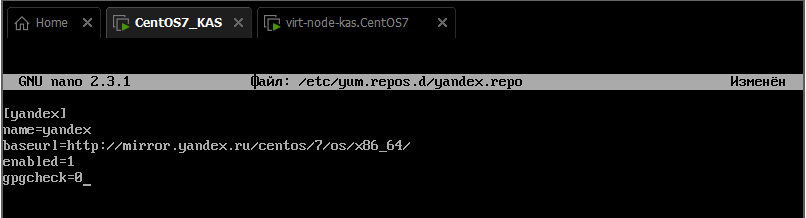 Home CentOS7_KAS virt-node-kas.CentOS7
GNU nano 2.3.1 Файл: /etc/yum.repos.d/yandex.repo Изменён
[yandex]
name=yandex
baseurl=http://mirror.yandex.ru/centos/7/os/x86_64/
enabled=1
gpgcheck=0_